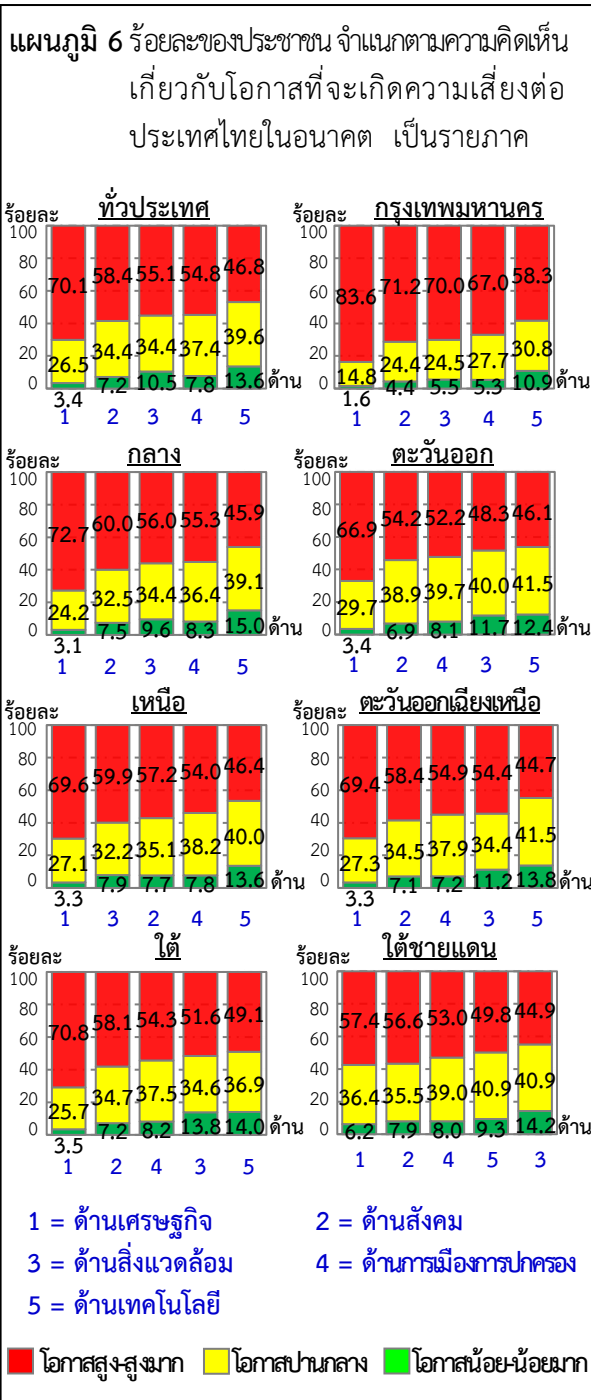 แผนภูมิ 6 ร้อยละของประชาชน จำแนกตามความคิดเห็น
เกี่ยวกับโอกาสที่จะเกิดความเสี่ยงต่อ
ประเทศไทยในอนาคต เป็นรายภาค
ร้อยละ ทั่วประเทศ
100
80
60
40
20
0
70.1 58.4 55.1 54.8 46.8
26.5 34.4 34.4 37.4 39.6
3.4 7.2 10.5 7.8 13.6 ด้าน
1 2 3 4 5
ร้อยละ กรุงเทพมหานคร
100
80
60
40
20
0
83.6 71.2 70.0 67.0 58.3
14.8 24.4 24.5 27.7 30.8
1.6 4.4 5.5 5.3 10.9 ด้าน
1 2 3 4 5
ร้อยละ กลาง
100
80
60
40
20
0
72.7 60.0 56.0 55.3 45.9
24.2 32.5 34.4 36.4 39.1
3.1 7.5 9.6 8.3 15.0 ด้าน
1 2 3 4 5
ร้อยละ ตะวันออก
100
80
60
40
20
0
66.9 54.2 52.2 48.3 46.1
29.7 38.9 39.7 40.0 41.5
3.4 6.9 8.1 11.7 12.4 ด้าน
1 2 4 3 5
ร้อยละ เหนือ
100
80
60
40
20
0
69.6 59.9 57.2 54.0 46.4
27.1 32.2 35.1 38.2 40.0
3.3 7.9 7.7 7.8 13.6 ด้าน
1 3 2 4 5
ร้อยละ ตะวันออกเฉียงเหนือ
100
80
60
40
20
0
69.4 58.4 54.9 54.4 44.7
27.3 34.5 37.9 34.4 41.5
3.3 7.1 7.2 11.2 13.8 ด้าน
1 2 4 3 5
ร้อยละ ใต้
100
80
60
40
20
0
70.8 58.1 54.3 51.6 49.1
25.7 34.7 37.5 34.6 36.9
3.5 7.2 8.2 13.8 14.0 ด้าน
1 2 4 3 5
ร้อยละ ใต้ชายแดน
100
80
60
40
20
0
57.4 56.6 53.0 49.8 44.9
36.4 35.5 39.0 40.9 40.9
6.2 7.9 8.0 9.3 14.2 ด้าน
1 2 4 5 3
1 = ด้านเศรษฐกิจ 2 = ด้านสังคม
3 = ด้านสิ่งแวดล้อม 4 = ด้านการเมืองการปกครอง
5 = ด้านเทคโนโลยี
โอกาสสูง-สูงมาก โอกาสปานกลาง โอกาสน้อย-น้อยมาก